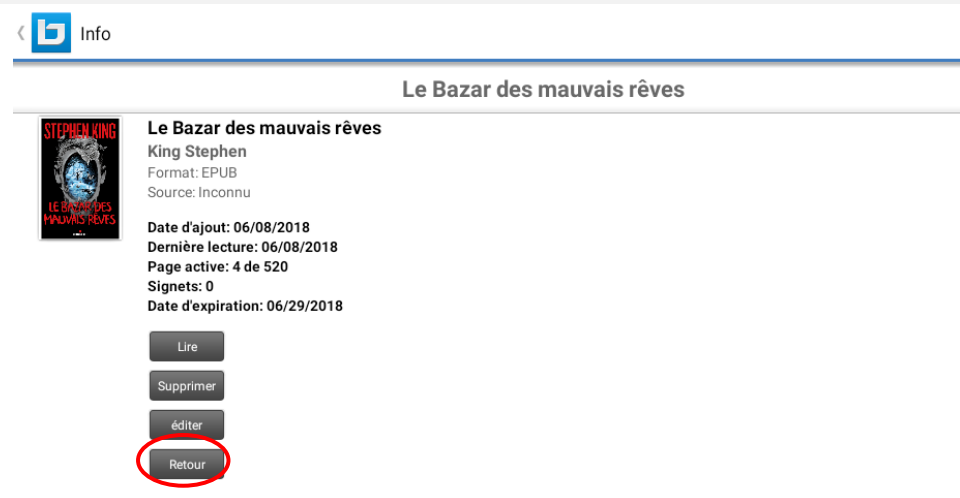 Info
Le Bazar des mauvais rêves
STEPHEN KING
LE BAZAR DES
MAUVAIS RÊVES
Le Bazar des mauvais rêves
King Stephen
Format: EPUB
Source: Inconnu
Date d'ajout: 06/08/2018
Dernière lecture: 06/08/2018
Page active: 4 de 520
Signets: 0
Date d'expiration: 06/29/2018
Lire
Supprimer
éditer
Retour